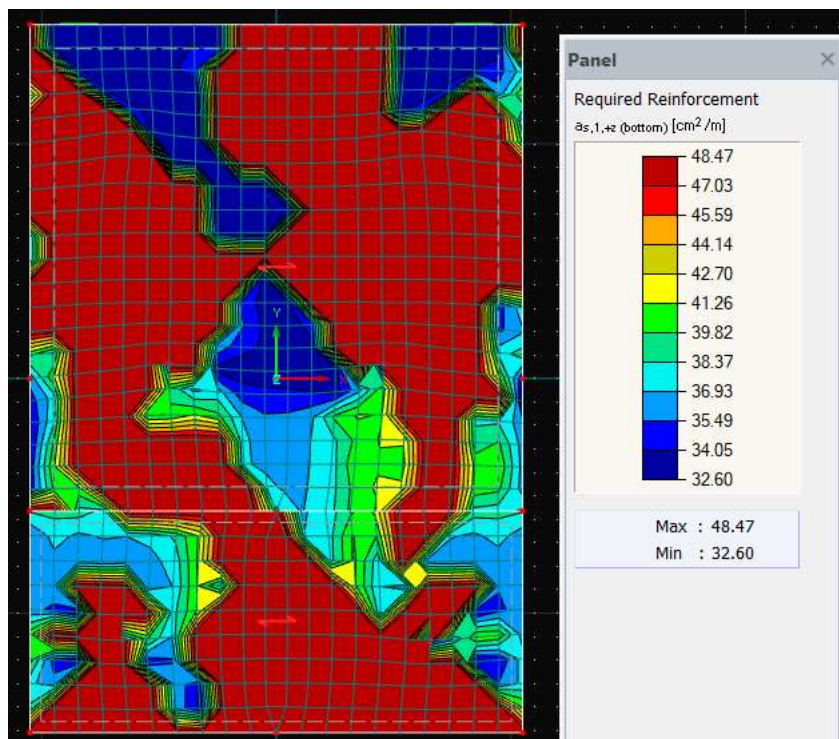 Panel
Required Reinforcement
as,1,+z (bottom) [cm²/m]
48.47
47.03
45.59
44.14
42.70
41.26
39.82
38.37
36.93
35.49
34.05
32.60
Max : 48.47
Min : 32.60
Y
Z
X